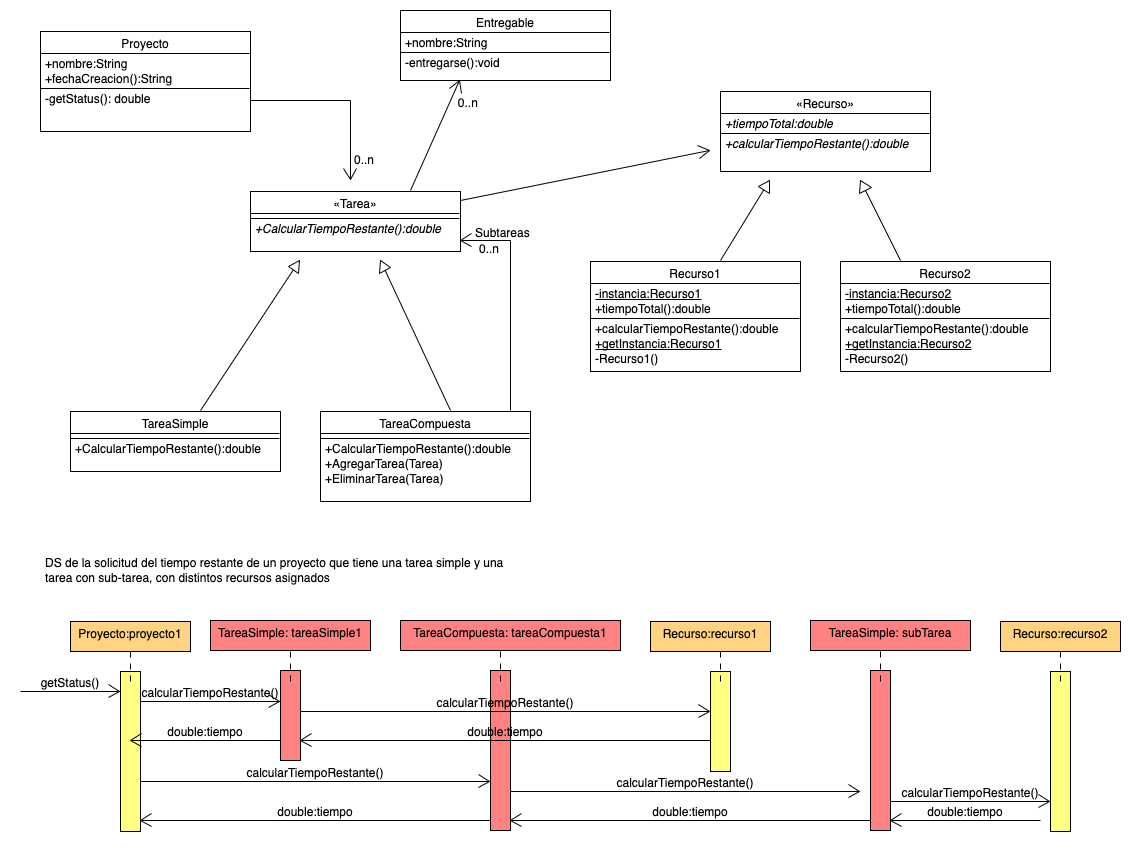 Entregable
+nombre:String
-entregarse():void
0..n
Proyecto
+nombre:String
+fechaCreacion():String
-getStatus(): double
0..n
«Recurso»
+tiempoTotal:double
+calcularTiempoRestante():double
«Tarea»
+CalcularTiempoRestante():double
Subtareas
0..n
Recurso1
-instancia:Recurso1
+tiempoTotal():double
+calcularTiempoRestante():double
+getInstancia:Recurso1
-Recurso1()
Recurso2
-instancia:Recurso2
+tiempoTotal():double
+calcularTiempoRestante():double
+getInstancia:Recurso2
-Recurso2()
TareaSimple
+CalcularTiempoRestante():double
TareaCompuesta
+CalcularTiempoRestante():double
+AgregarTarea(Tarea)
+EliminarTarea(Tarea)
DS de la solicitud del tiempo restante de un proyecto que tiene una tarea simple y una
tarea con sub-tarea, con distintos recursos asignados
Proyecto:proyecto1
TareaSimple: tareaSimple1
TareaCompuesta: tareaCompuesta1
Recurso:recurso1
TareaSimple: subTarea
Recurso:recurso2
getStatus()
calcularTiempoRestante()
calcularTiempoRestante()
double:tiempo
double:tiempo
calcularTiempoRestante()
calcularTiempoRestante()
calcularTiempoRestante()
double:tiempo
double:tiempo
double:tiempo